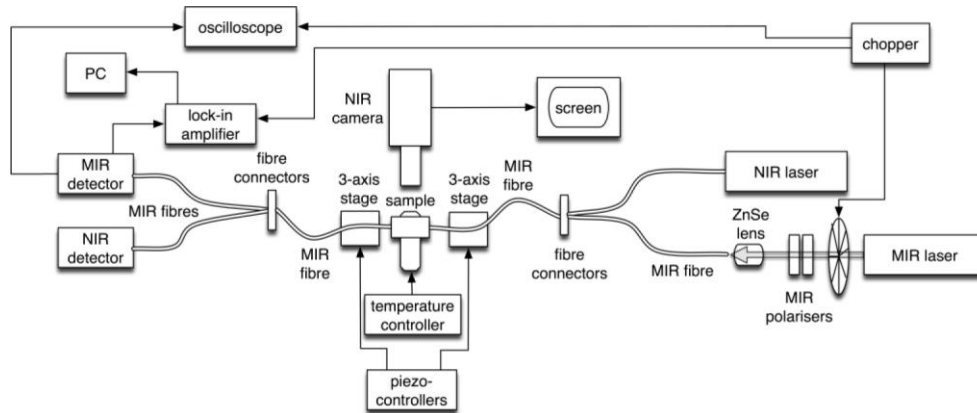 oscilloscope
chopper
PC
NIR
camera
screen
lock-in
amplifier
fibre
connectors
MIR
fibre
MIR
detector
3-axis
stage
sample
3-axis
stage
NIR laser
MIR fibres
ZnSe
lens
NIR
detector
MIR
fibre
fibre
connectors
MIR fibre
MIR laser
MIR
polarisers
temperature
controller
piezo-
controllers